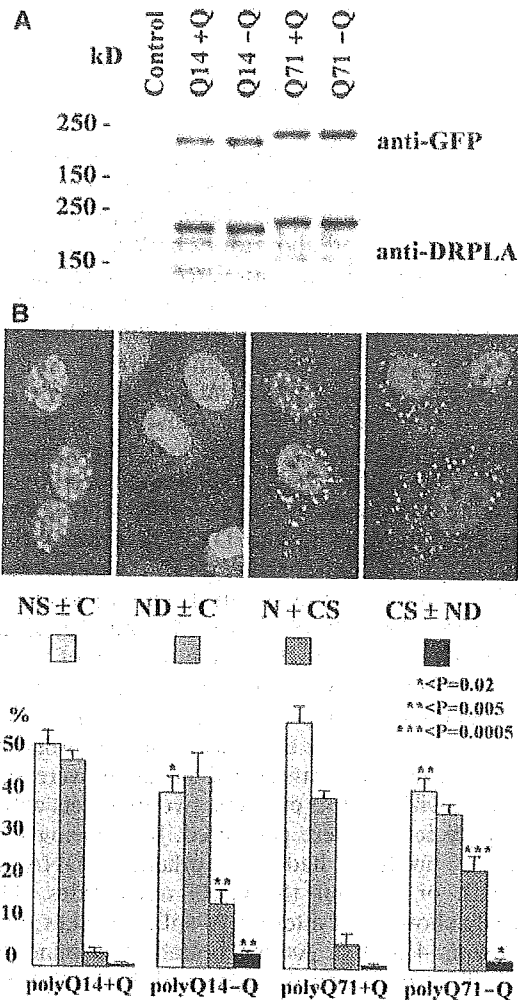 A
kD
Control
Q14 +Q
Q14 -Q
Q71 +Q
Q71 -Q
250 -
anti-GFP
150 -
250 -
anti-DRPLA
150 -
B
NS ± C
ND ± C
N + CS
CS ± ND
*<P=0.02
**<P=0.005
***<P=0.0005
%
50
40
30
20
10
0
*
**
**
**
***
*
polyQ14+Q
polyQ14-Q
polyQ71+Q
polyQ71-Q